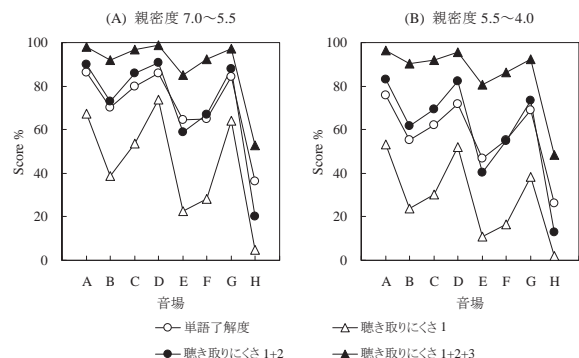 (A) 親密度 7.0～5.5
100
80
60
40
20
0
Score %
A B C D E F G H
音場
(B) 親密度 5.5～4.0
100
80
60
40
20
0
Score %
A B C D E F G H
音場
単語了解度
聴き取りにくさ 1
聴き取りにくさ 1+2
聴き取りにくさ 1+2+3